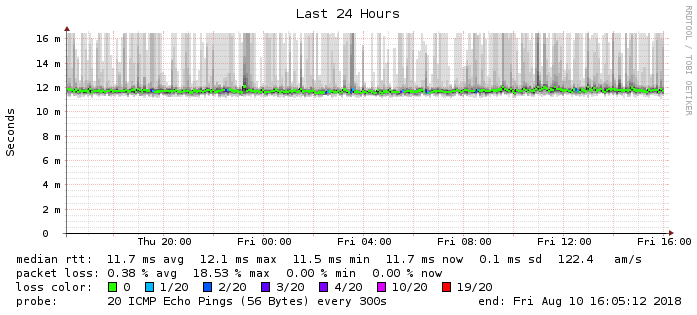 Last 24 Hours
RRDTOOL / TOBI OETIKER
Seconds
16 m
14 m
12 m
10 m
8 m
6 m
4 m
2 m
0
Thu 20:00 Fri 00:00 Fri 04:00 Fri 08:00 Fri 12:00 Fri 16:00
median rtt: 11.7 ms avg 12.1 ms max 11.5 ms min 11.7 ms now 0.1 ms sd 122.4 am/s
packet loss: 0.38 % avg 18.53 % max 0.00 % min 0.00 % now
loss color: 0 1/20 2/20 3/20 4/20 10/20 19/20
probe: 20 ICMP Echo Pings (56 Bytes) every 300s end: Fri Aug 10 16:05:12 2018